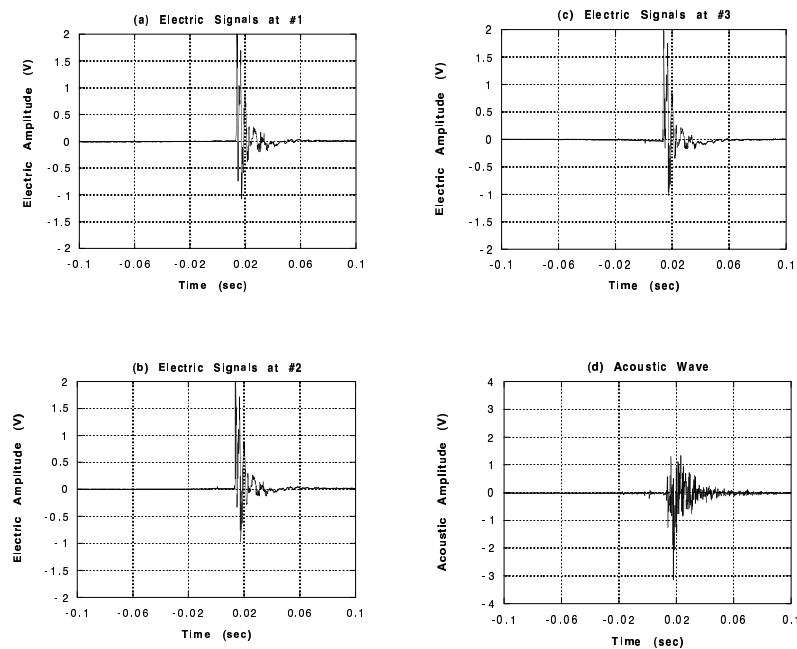 (a) Electric Signals at #1
2
1.5
1
0.5
0
-0.5
-1
-1.5
-2
Electric Amplitude (V)
-0.1 -0.06 -0.02 0.02 0.06 0.1
Time (sec)
(c) Electric Signals at #3
2
1.5
1
0.5
0
-0.5
-1
-1.5
-2
Electric Amplitude (V)
-0.1 -0.06 -0.02 0.02 0.06 0.1
Time (sec)
(b) Electric Signals at #2
2
1.5
1
0.5
0
-0.5
-1
-1.5
-2
Electric Amplitude (V)
-0.1 -0.06 -0.02 0.02 0.06 0.1
Time (sec)
(d) Acoustic Wave
4
3
2
1
0
-1
-2
-3
-4
Acoustic Amplitude (V)
-0.1 -0.06 -0.02 0.02 0.06 0.1
Time (sec)